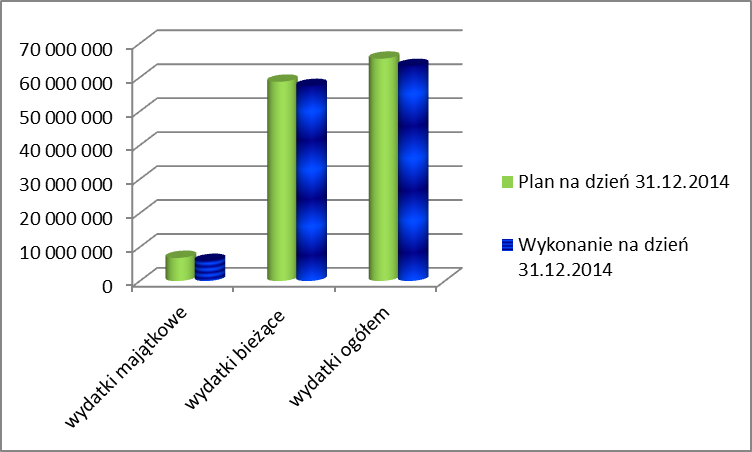 70 000 000
60 000 000
50 000 000
40 000 000
30 000 000
20 000 000
10 000 000
0
wydatki majątkowe
wydatki bieżące
wydatki ogółem
Plan na dzień 31.12.2014
Wykonanie na dzień
31.12.2014